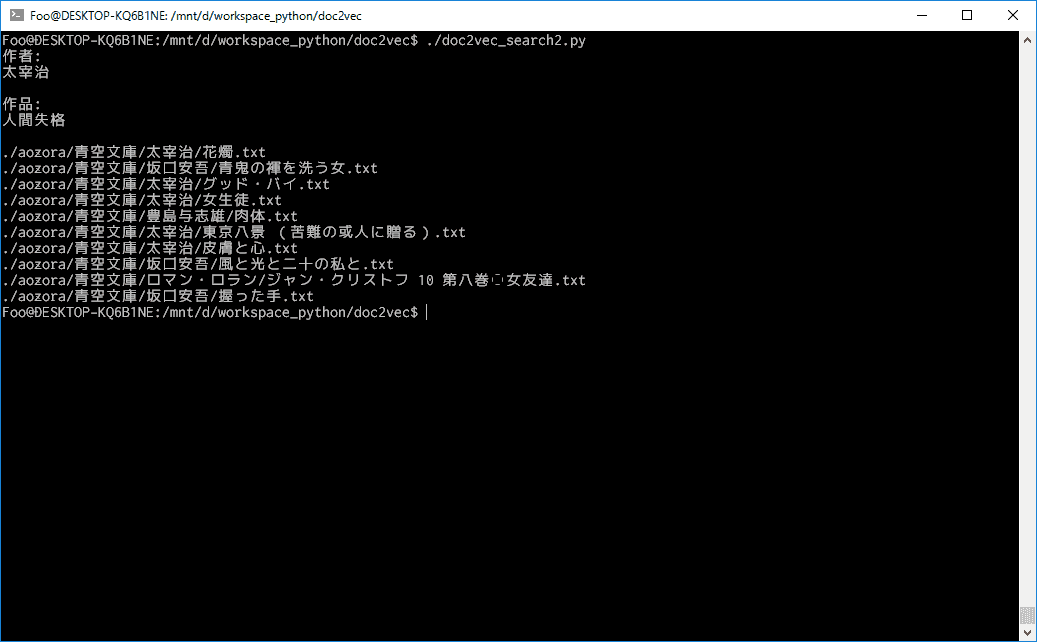 Foo@DESKTOP-KQ6B1NE: /mnt/d/workspace_python/doc2vec
Foo@DESKTOP-KQ6B1NE:/mnt/d/workspace_python/doc2vec$ ./doc2vec_search2.py
作者:
太宰治
作品:
人間失格
./aozora/青空文庫/太宰治/花燭.txt
./aozora/青空文庫/坂口安吾/青鬼の褌を洗う女.txt
./aozora/青空文庫/太宰治/グッド・バイ.txt
./aozora/青空文庫/太宰治/女生徒.txt
./aozora/青空文庫/豊島与志雄/肉体.txt
./aozora/青空文庫/太宰治/東京八景 (苦難の或人に贈る).txt
./aozora/青空文庫/太宰治/皮膚と心.txt
./aozora/青空文庫/坂口安吾/風と光と二十の私と.txt
./aozora/青空文庫/ロマン・ロラン/ジャン・クリストフ 10 第八巻◌女友達.txt
./aozora/青空文庫/坂口安吾/握った手.txt
Foo@DESKTOP-KQ6B1NE:/mnt/d/workspace_python/doc2vec$